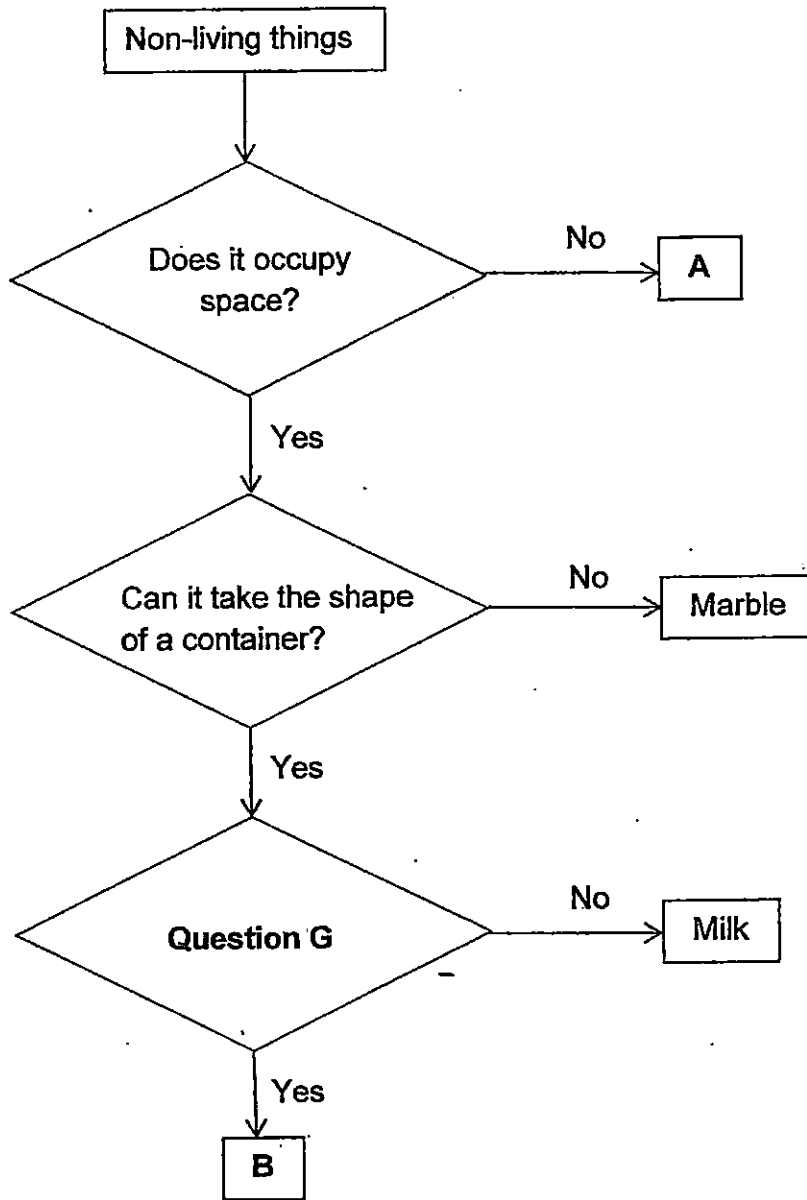 Non-living things
Does it occupy
space?
No
A
Yes
Can it take the shape
of a container?
No
Marble
Yes
Question G
No
Milk
Yes
B